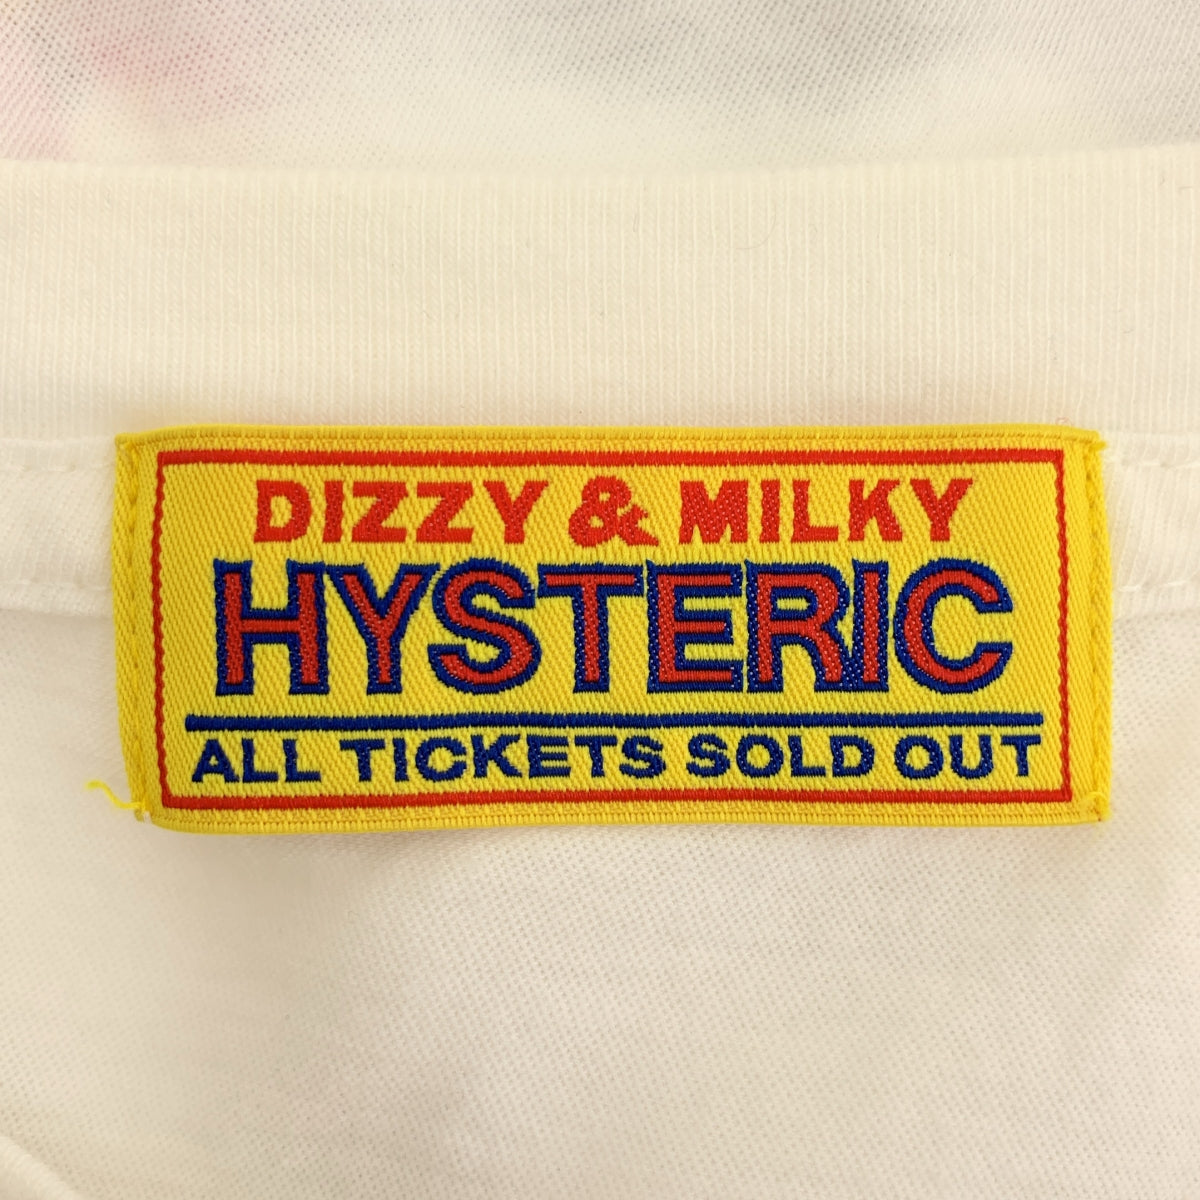 DIZZY & MILKY
HYSTERIC
ALL TICKETS SOLD OUT